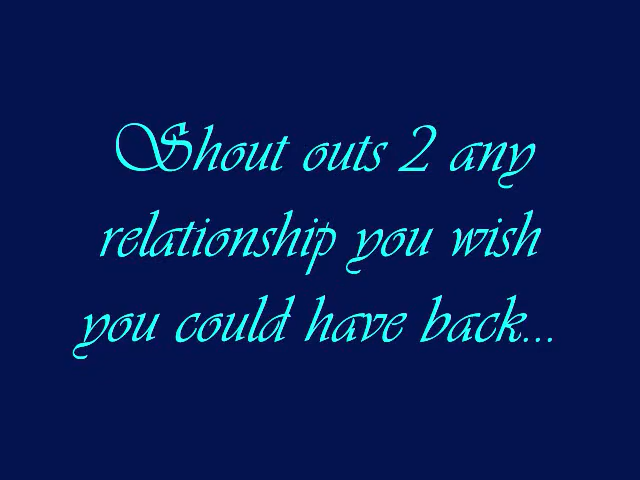 Shout outs 2 any
relationship you wish
you could have back...